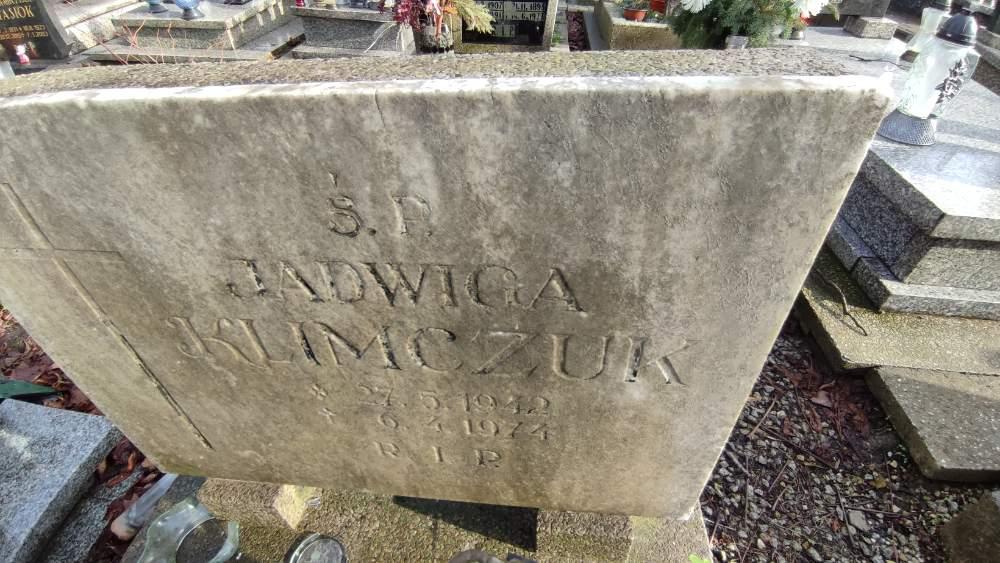 Ś. P.
JADWIGA
KLIMCZUK
* 27. 5. 1942
6. 4. 1974
R I P